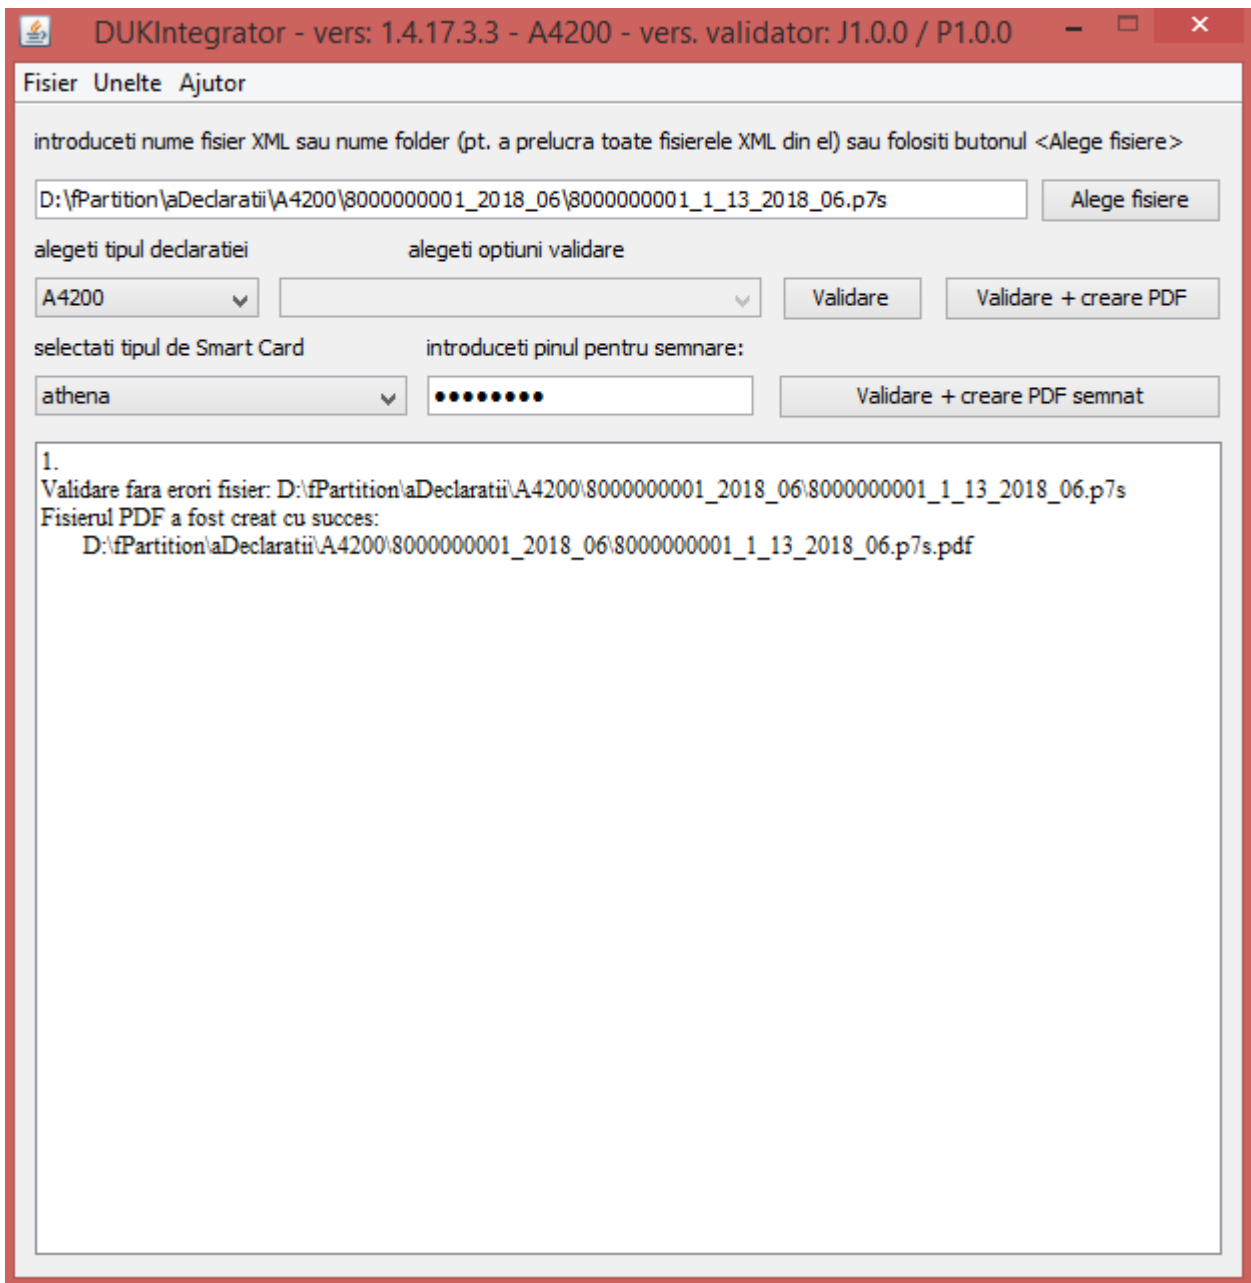 DUKIntegrator - vers: 1.4.17.3.3 - A4200 - vers. validator: J1.0.0 / P1.0.0
Fisier Unelte Ajutor
introduceti nume fisier XML sau nume folder (pt. a prelucra toate fisierele XML din el) sau folositi butonul <Alege fisiere>
D:\fPartition\aDeclaratii\A4200\8000000001_2018_06\8000000001_1_13_2018_06.p7s Alege fisiere
alegeti tipul declaratiei alegeti optiuni validare
A4200 Validare Validare + creare PDF
selectati tipul de Smart Card introduceti pinul pentru semnare:
athena •••••••• Validare + creare PDF semnat
1.
Validare fara erori fisier: D:\fPartition\aDeclaratii\A4200\8000000001_2018_06\8000000001_1_13_2018_06.p7s
Fisierul PDF a fost creat cu succes:
D:\fPartition\aDeclaratii\A4200\8000000001_2018_06\8000000001_1_13_2018_06.p7s.pdf